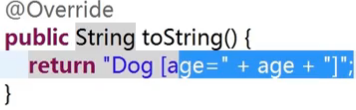 @Override
public String toString() {
return "Dog [age=" + age + "]";
}